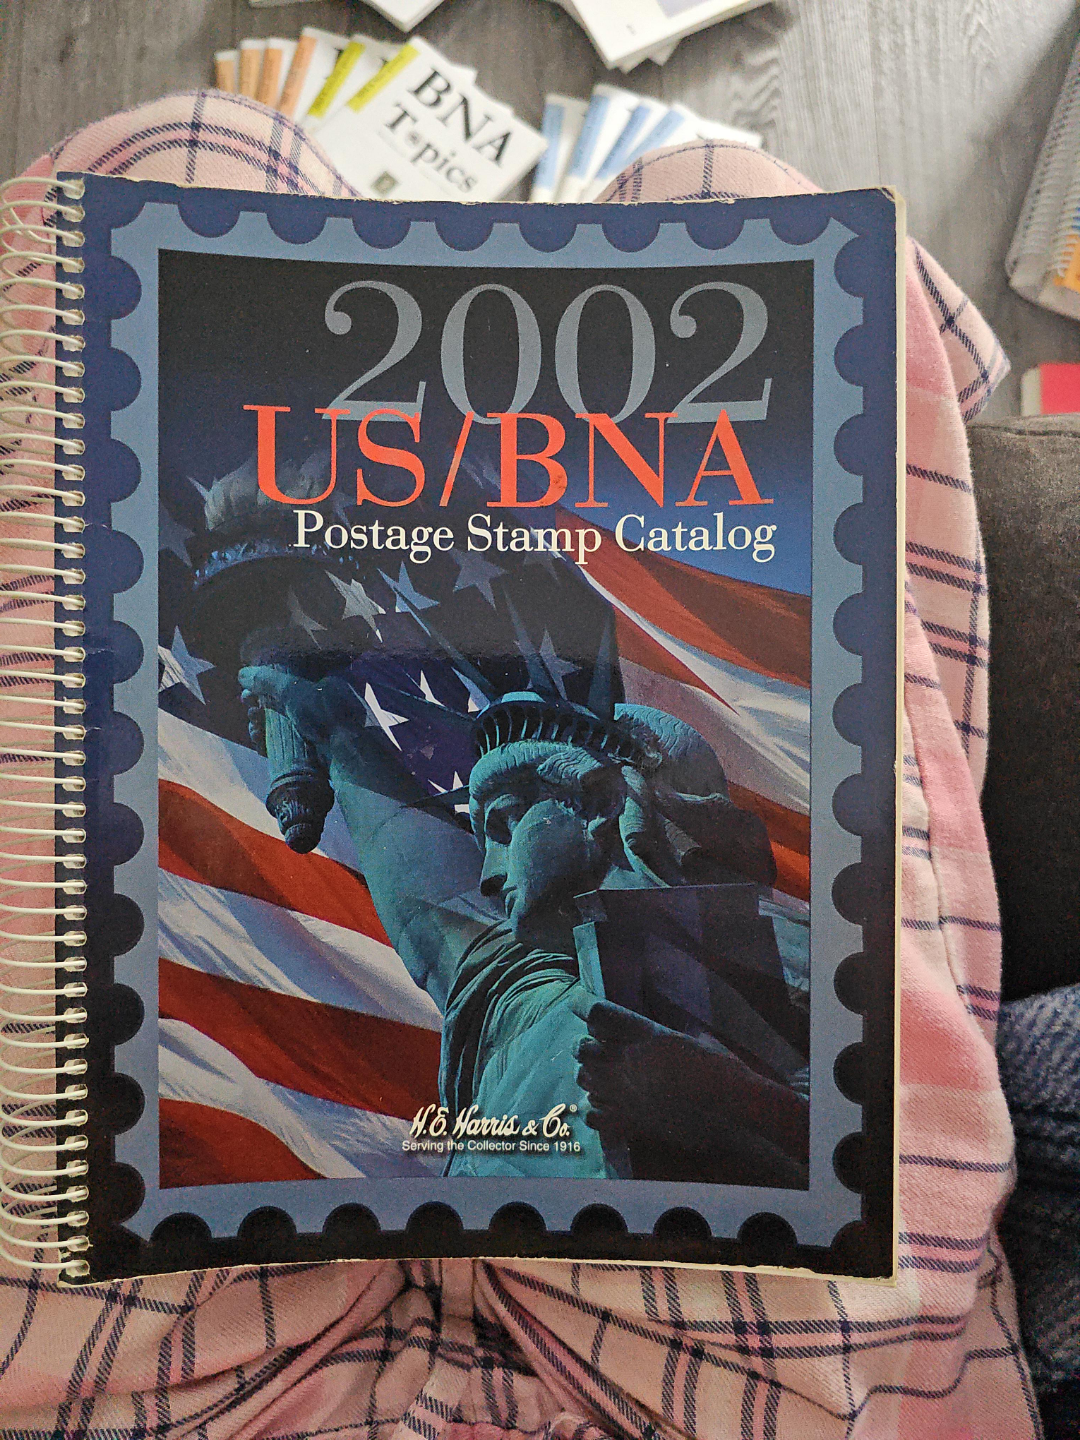 BNA
Topics
2002
US/BNA
Postage Stamp Catalog
H.E. Harris & Co.®
Serving the Collector Since 1916